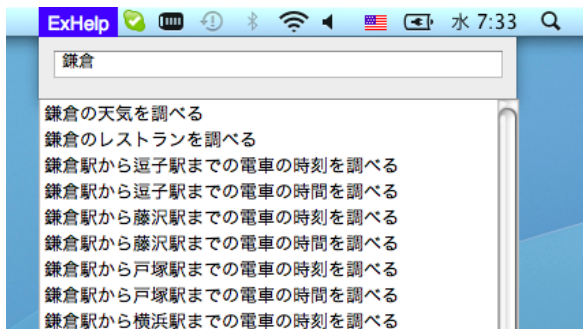 ExHelp 水 7:33
鎌倉
鎌倉の天気を調べる
鎌倉のレストランを調べる
鎌倉駅から逗子駅までの電車の時刻を調べる
鎌倉駅から逗子駅までの電車の時間を調べる
鎌倉駅から藤沢駅までの電車の時刻を調べる
鎌倉駅から藤沢駅までの電車の時間を調べる
鎌倉駅から戸塚駅までの電車の時刻を調べる
鎌倉駅から戸塚駅までの電車の時間を調べる
鎌倉駅から横浜駅までの電車の時刻を調べる